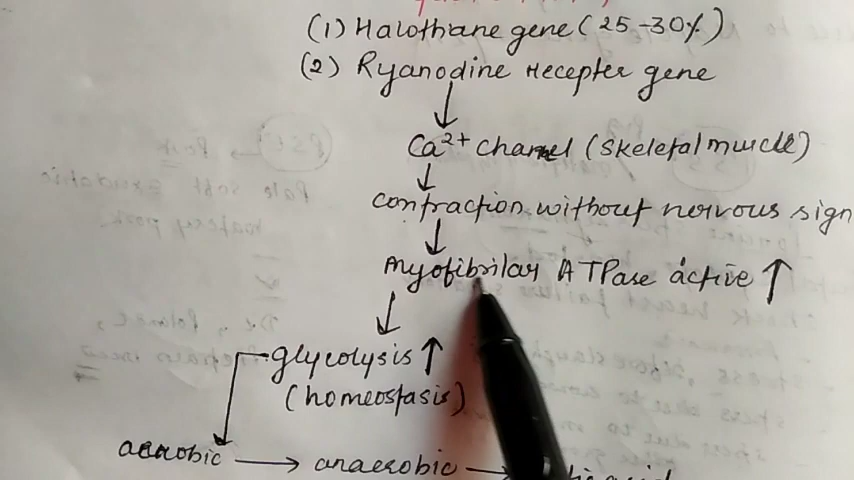 (1) Halothane gene (25-30%)
(2) Ryanodine recepter gene
↓
Ca²⁺ channel (skeletal muscle)
↓
contraction without nervous sign
↓
Myofibrilar ATPase active ↑
↓
glycolysis ↑
(homeostasis)
aerobic → anaerobic →